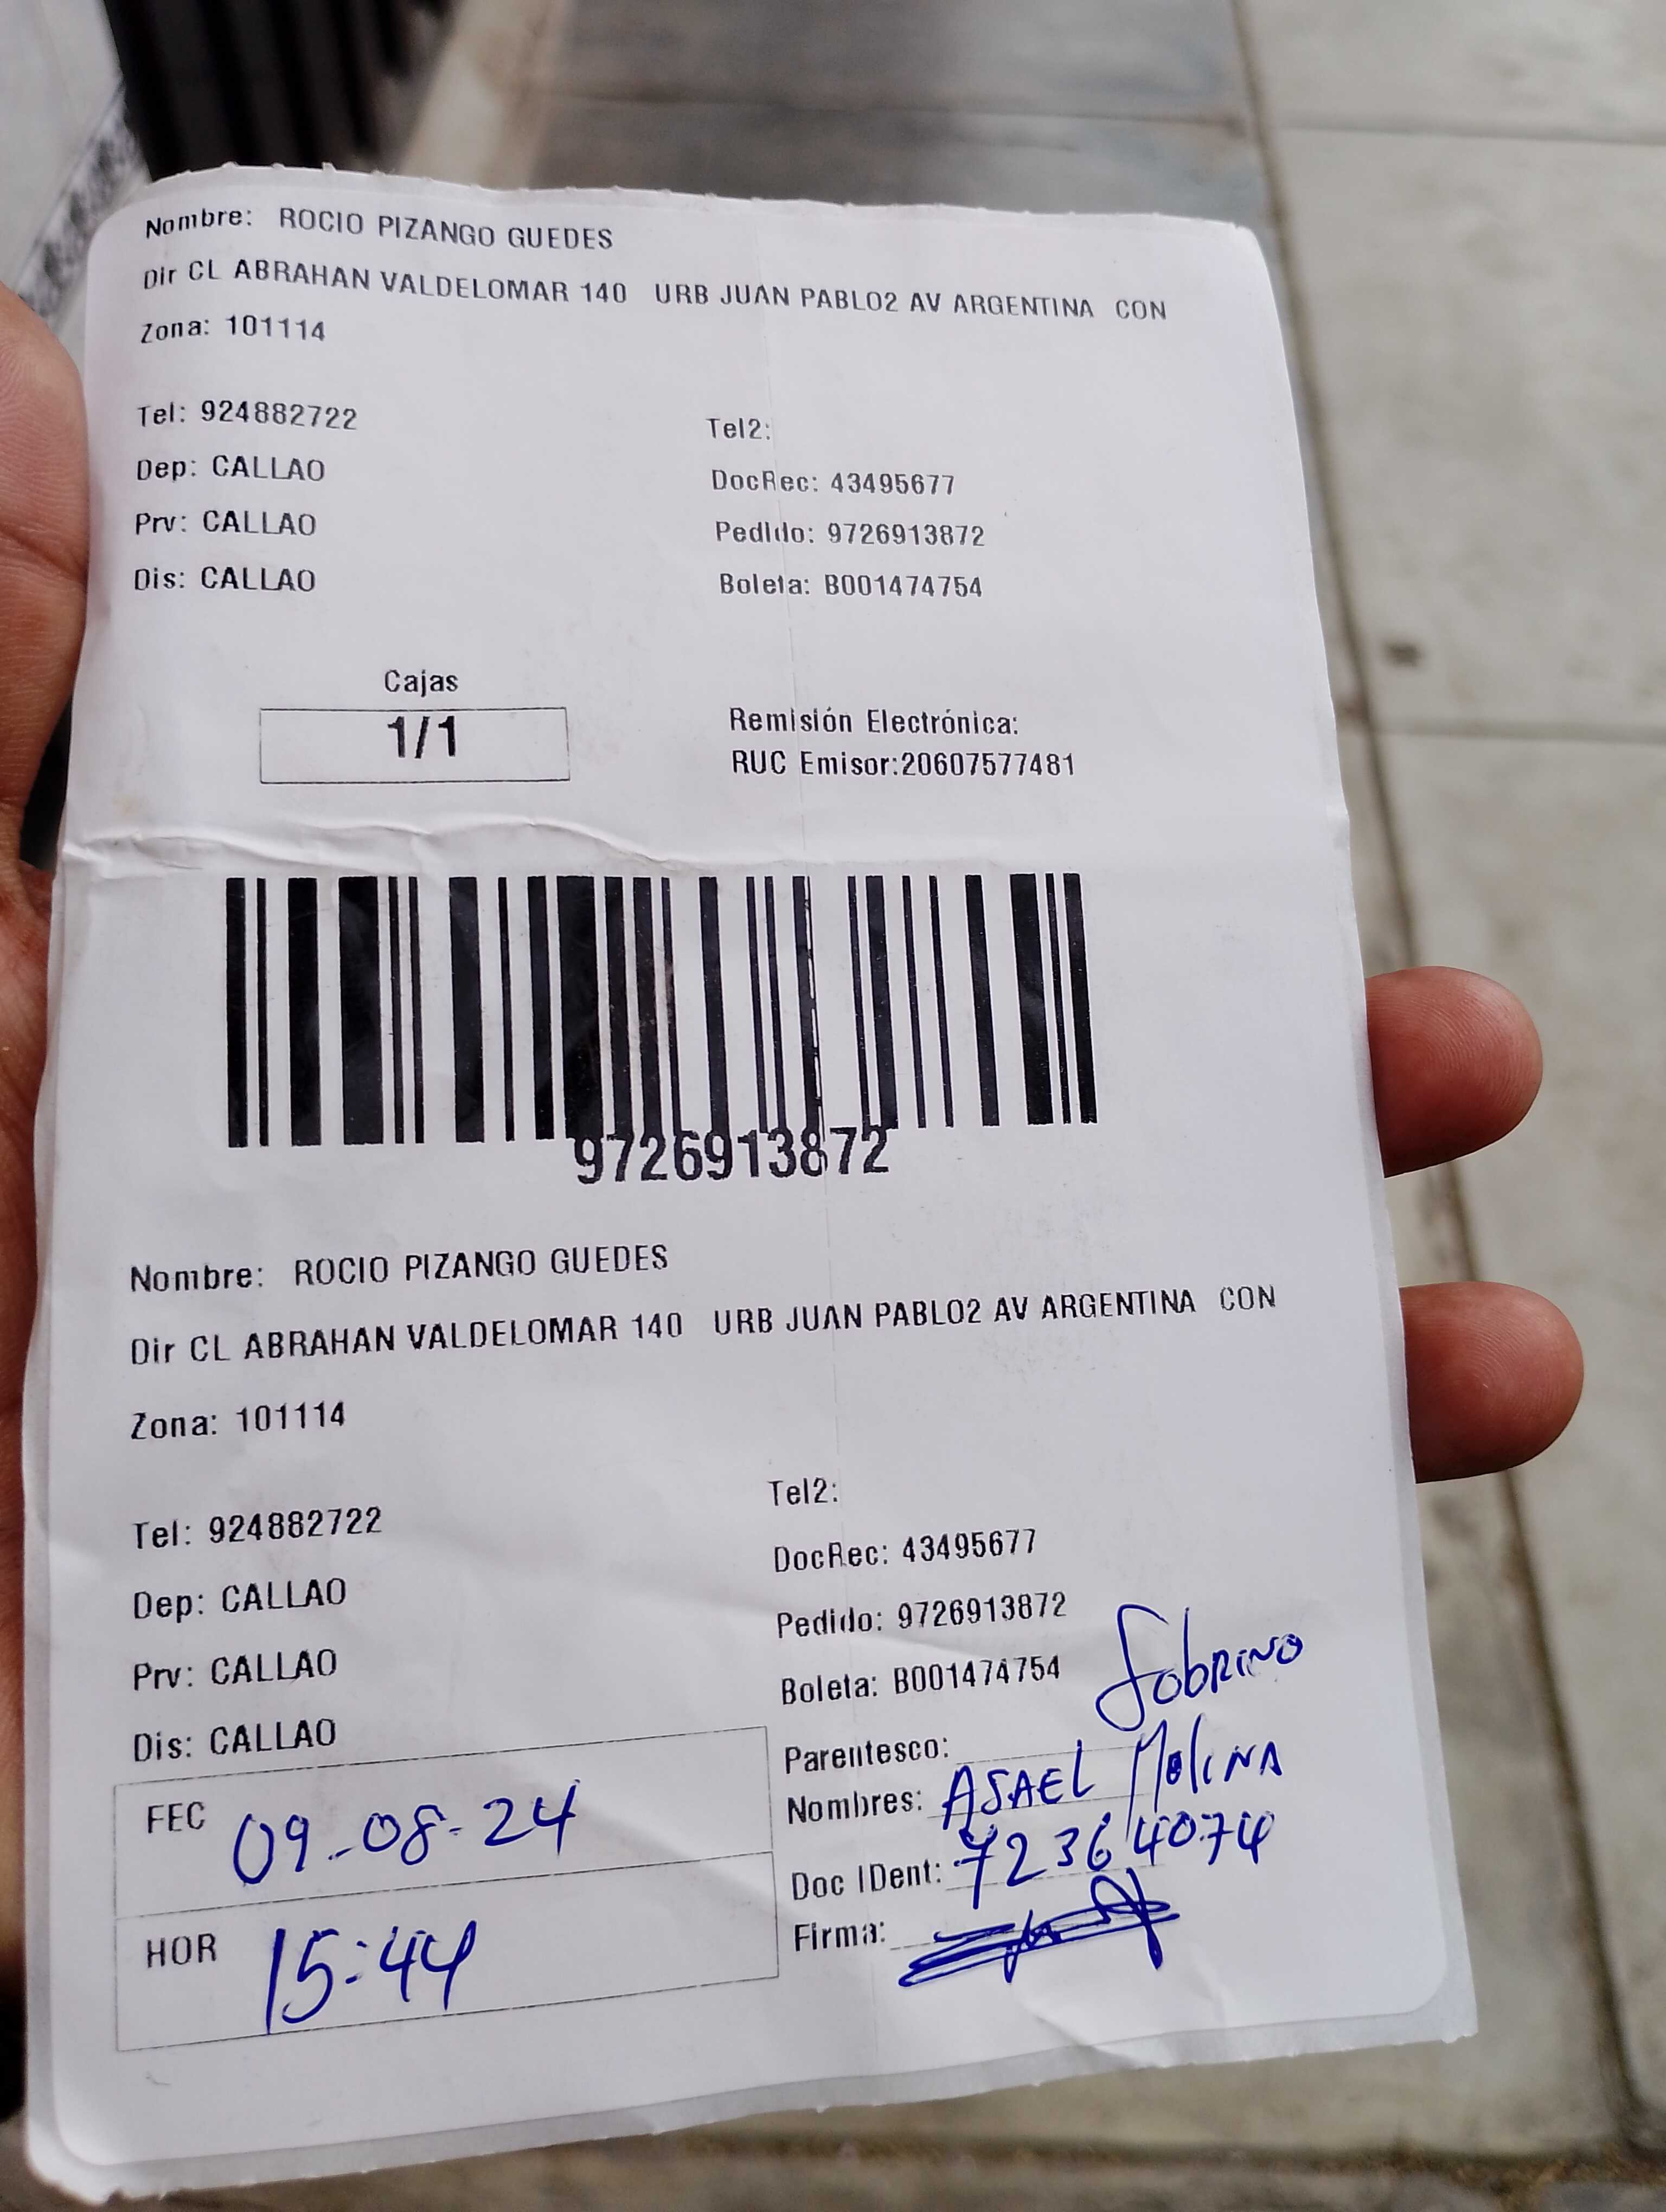 Nombre: ROCIO PIZANGO GUEDES
Dir CL ABRAHAN VALDELOMAR 140 URB JUAN PABLO2 AV ARGENTINA CON
Zona: 101114
Tel: 924882722
Tel2:
Dep: CALLAO
DocRec: 43495677
Prv: CALLAO
Pedido: 9726913872
Dis: CALLAO
Boleta: B001474754
Cajas
1/1
Remisión Electrónica:
RUC Emisor:20607577481
9726913872
Nombre: ROCIO PIZANGO GUEDES
Dir CL ABRAHAN VALDELOMAR 140 URB JUAN PABLO2 AV ARGENTINA CON
Zona: 101114
Tel: 924882722
Tel2:
DocRec: 43495677
Dep: CALLAO
Pedido: 9726913872
Prv: CALLAO
Boleta: B001474754
Dis: CALLAO
Parentesco: Sobrino
Nombres: ASAEL Molina
Doc IDent: 72364074
Firma:
FEC 09-08-24
HOR 15:44